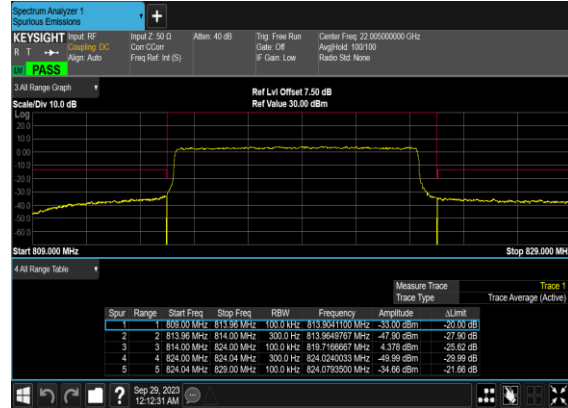 Spectrum Analyzer 1
Spurious Emissions
+
KEYSIGHT Input: RF Input Z: 50 Ω Atten: 40 dB Trig: Free Run Center Freq: 22.005000000 GHz
R T Coupling: DC Corr CCorr Gate: Off Avg|Hold: 100/100
Align: Auto Freq Ref: Int (S) IF Gain: Low Radio Std: None
PASS
3 All Range Graph
Ref Lvl Offset 7.50 dB
Scale/Div 10.0 dB Ref Value 30.00 dBm
Log
20.0
10.0
0.00
-10.0
-20.0
-30.0
-40.0
-50.0
-60.0
Start 809.000 MHz Stop 829.000 MH
4 All Range Table
Measure Trace Trace 1
Trace Type Trace Average (Active)
Spur Range Start Freq Stop Freq RBW Frequency Amplitude ΔLimit
1 1 809.00 MHz 813.96 MHz 100.0 kHz 813.9041100 MHz -33.00 dBm -20.00 dB
2 2 813.96 MHz 814.00 MHz 300.0 Hz 813.9649767 MHz -47.90 dBm -27.90 dB
3 3 814.00 MHz 824.00 MHz 100.0 kHz 819.7166667 MHz 4.378 dBm -25.62 dB
4 4 824.00 MHz 824.04 MHz 300.0 Hz 824.0240033 MHz -49.99 dBm -29.99 dB
5 5 824.04 MHz 829.00 MHz 100.0 kHz 824.0793500 MHz -34.66 dBm -21.66 dB
? Sep 29, 2023
12:12:31 AM